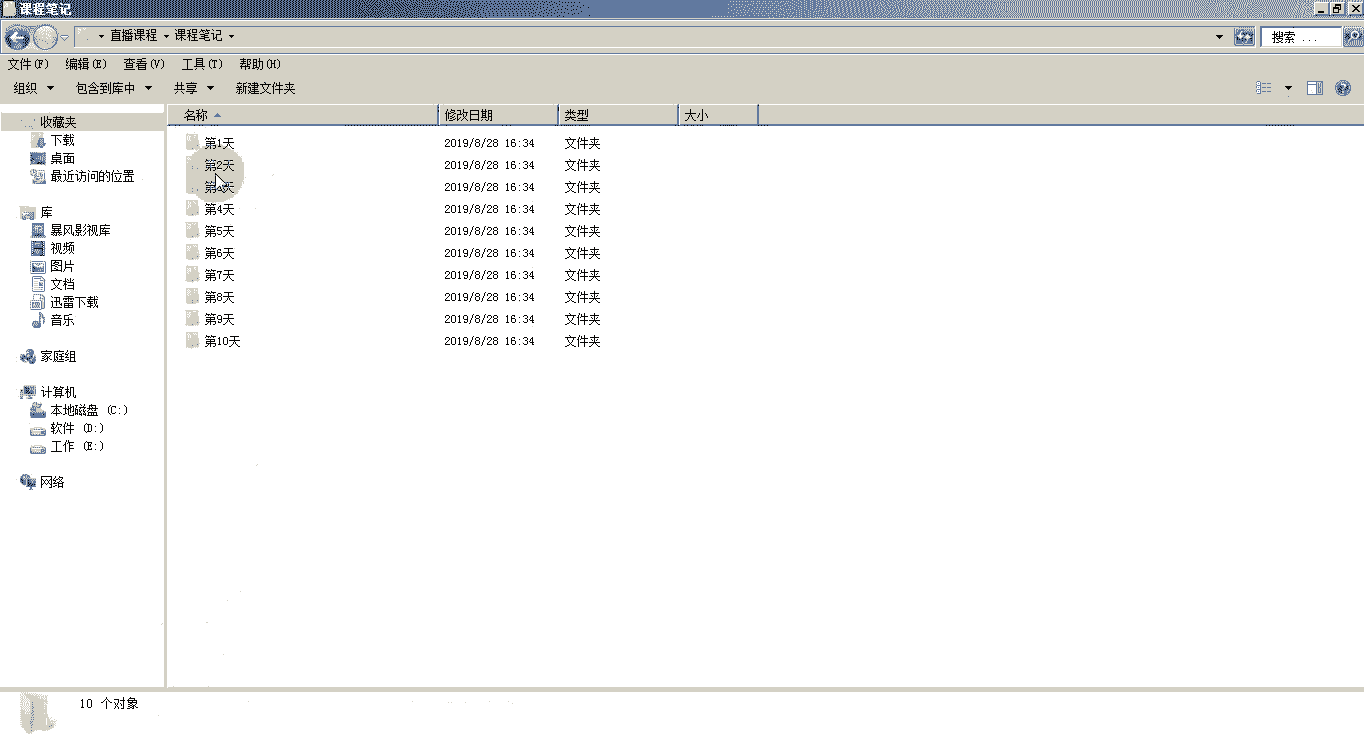 课程笔记
直播课程 课程笔记 搜索 ...
文件(F) 编辑(E) 查看(V) 工具(T) 帮助(H)
组织 包含到库中 共享 新建文件夹
名称 修改日期 类型 大小
收藏夹
下载
桌面
最近访问的位置
库
暴风影视库
视频
图片
文档
迅雷下载
音乐
家庭组
计算机
本地磁盘 (C:)
软件 (D:)
工作 (E:)
网络
第1天 2019/8/28 16:34 文件夹
第2天 2019/8/28 16:34 文件夹
第3天 2019/8/28 16:34 文件夹
第4天 2019/8/28 16:34 文件夹
第5天 2019/8/28 16:34 文件夹
第6天 2019/8/28 16:34 文件夹
第7天 2019/8/28 16:34 文件夹
第8天 2019/8/28 16:34 文件夹
第9天 2019/8/28 16:34 文件夹
第10天 2019/8/28 16:34 文件夹
10 个对象